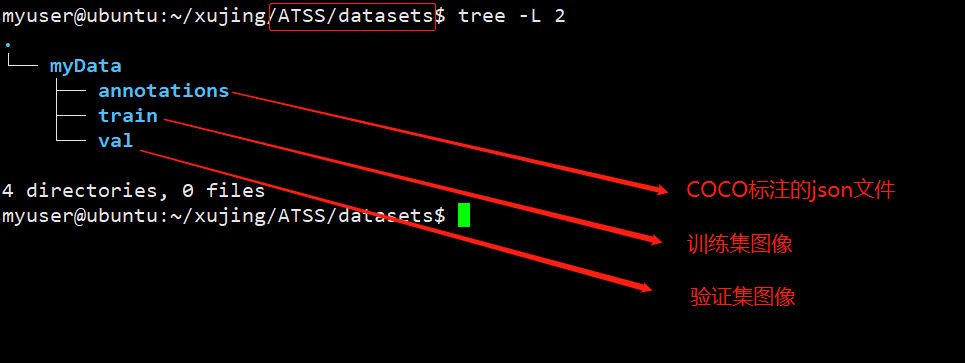 myuser@ubuntu:~/xujing/ATSS/datasets$ tree -L 2
.
└── myData
    ├── annotations
    ├── train
    └── val
4 directories, 0 files
myuser@ubuntu:~/xujing/ATSS/datasets$
COCO标注的json文件
训练集图像
验证集图像